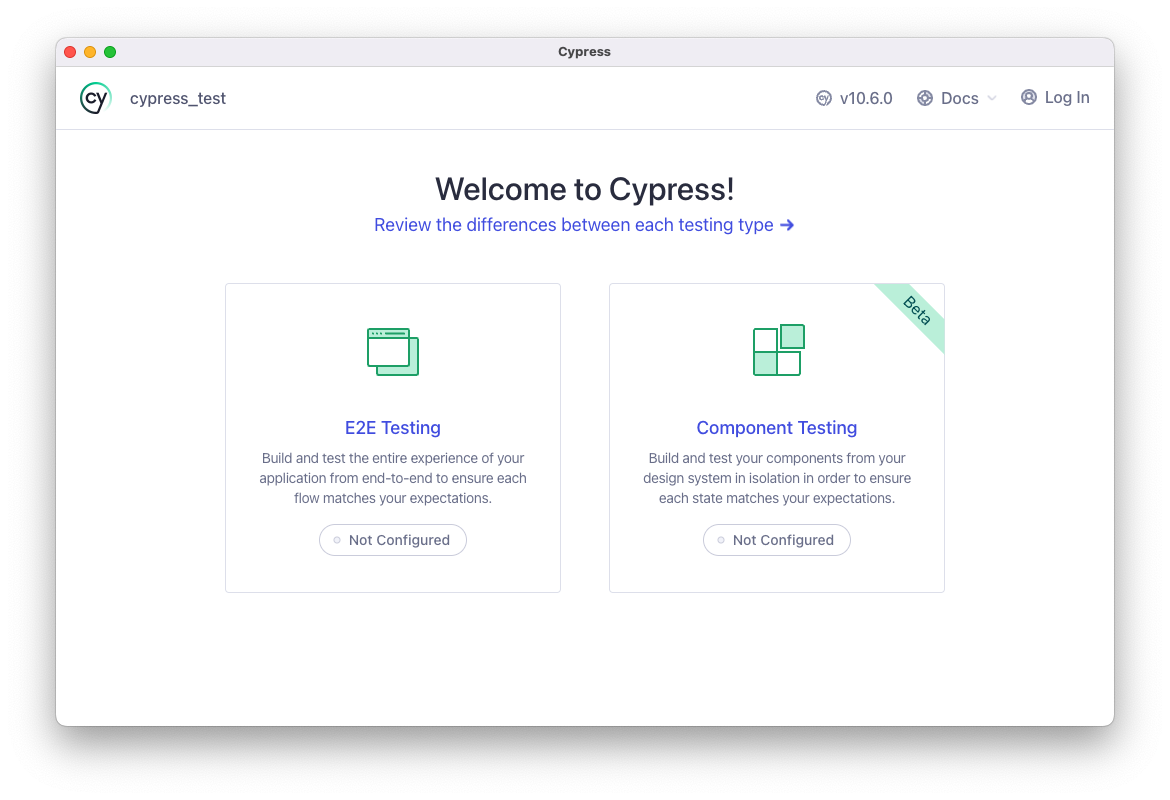 Cypress
cy cypress_test
cy v10.6.0 Docs Log In
Welcome to Cypress!
Review the differences between each testing type →
Beta
E2E Testing
Build and test the entire experience of your
application from end-to-end to ensure each
flow matches your expectations.
Not Configured
Component Testing
Build and test your components from your
design system in isolation in order to ensure
each state matches your expectations.
Not Configured